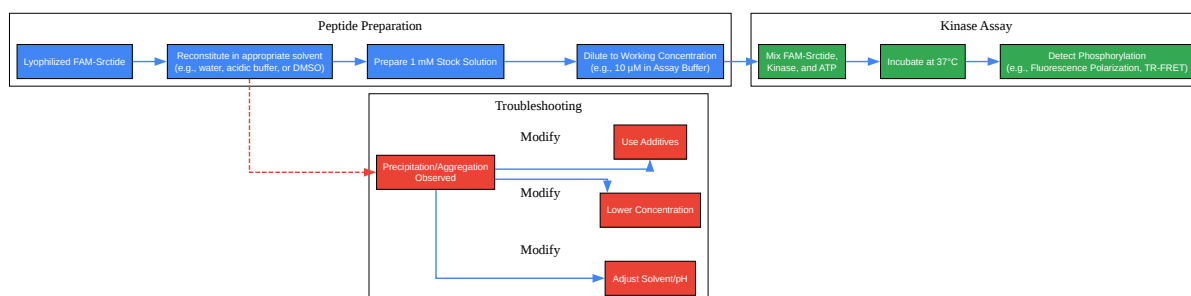 Peptide Preparation
Kinase Assay
Lyophilized FAM-Srctide
Reconstitute in appropriate solvent
(e.g., water, acidic buffer, or DMSO)
Prepare 1 mM Stock Solution
Dilute to Working Concentration
(e.g., 10 µM in Assay Buffer)
Mix FAM-Srctide,
Kinase, and ATP
Incubate at 37°C
Detect Phosphorylation
(e.g., Fluorescence Polarization, TR-FRET)
Troubleshooting
Modify
Use Additives
Precipitation/Aggregation
Observed
Modify
Lower Concentration
Modify
Adjust Solvent/pH